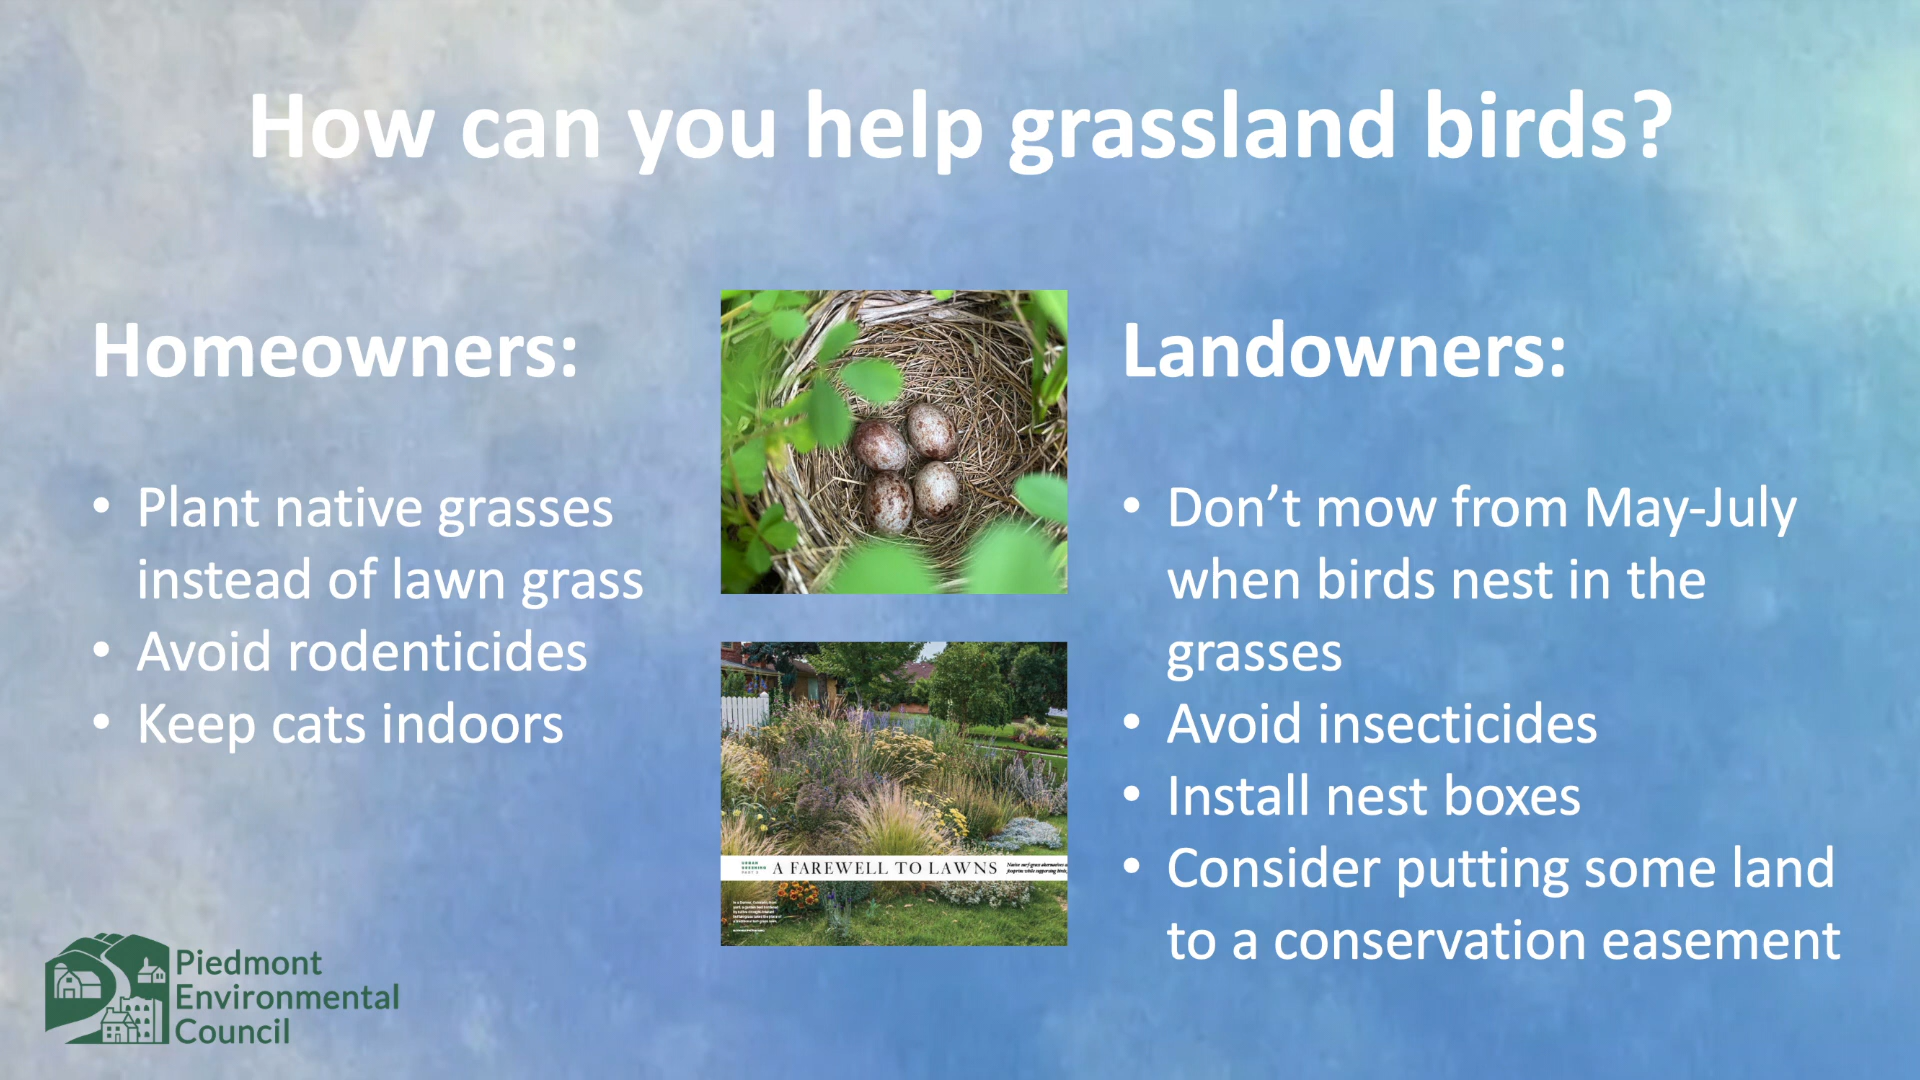 How can you help grassland birds?
Homeowners:
• Plant native grasses
instead of lawn grass
• Avoid rodenticides
• Keep cats indoors
A FAREWELL TO LAWNS
Landowners:
• Don’t mow from May-July
when birds nest in the
grasses
• Avoid insecticides
• Install nest boxes
• Consider putting some land
to a conservation easement
Piedmont
Environmental
Council